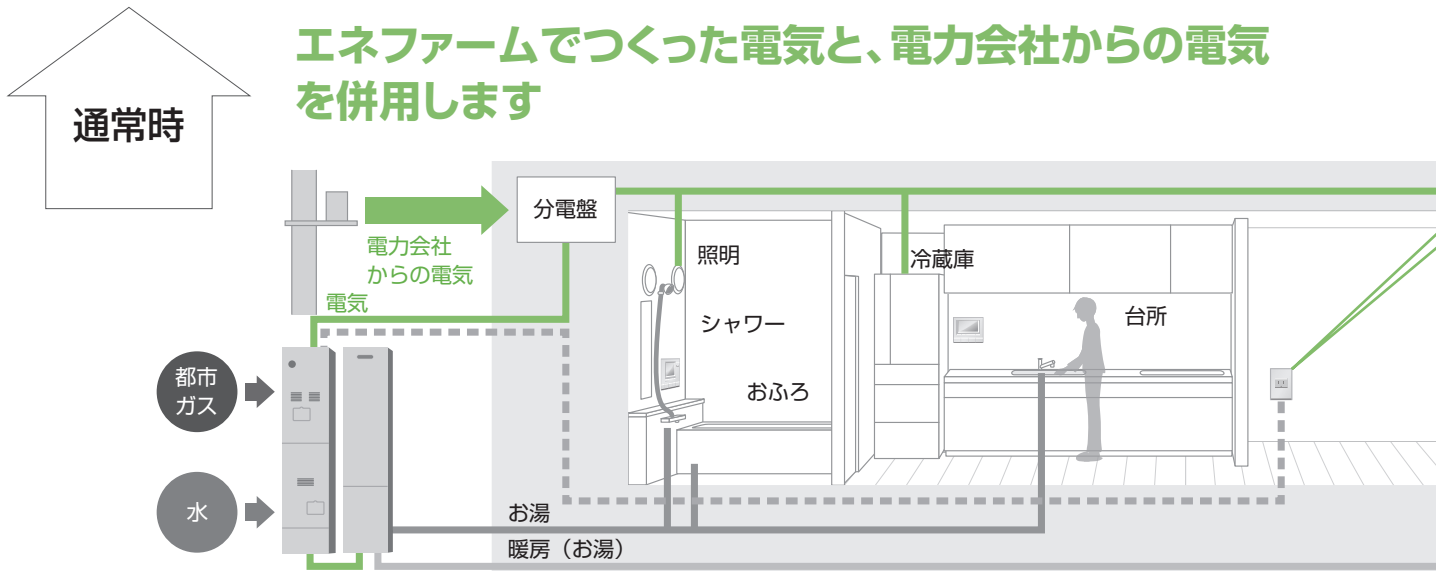 エネファームでつくった電気と、電力会社からの電気
を併用します
通常時
分電盤
電力会社
からの電気
電気
照明
冷蔵庫
シャワー
台所
おふろ
都市
ガス
水
お湯
暖房（お湯）